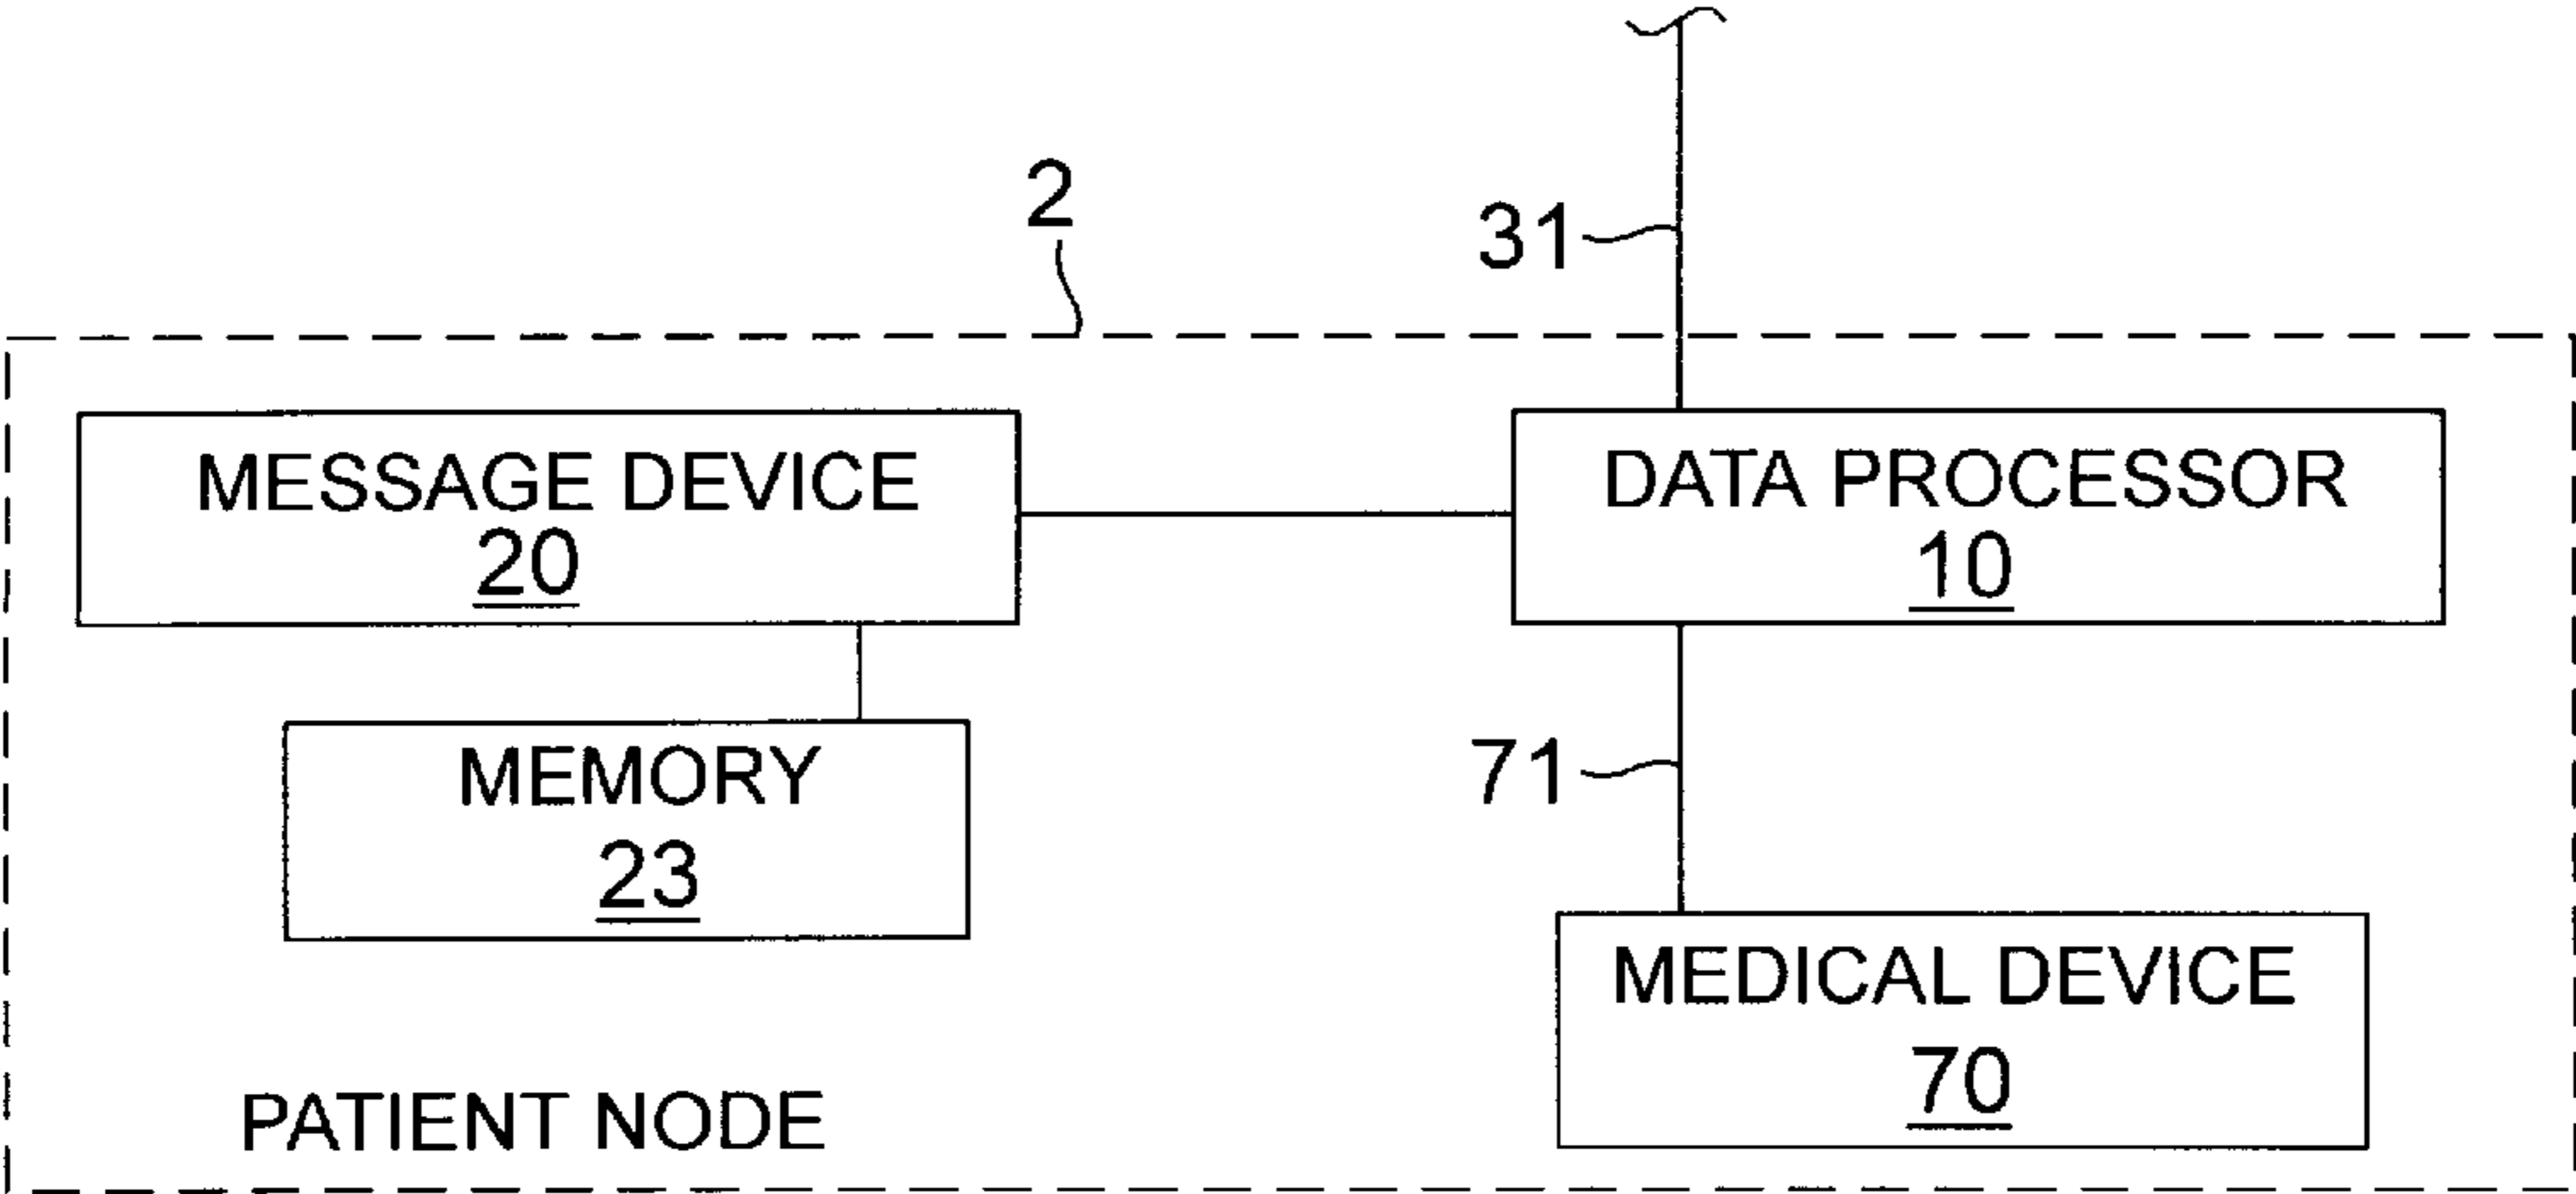 2
31
MESSAGE DEVICE
20
DATA PROCESSOR
10
MEMORY
23
71
MEDICAL DEVICE
70
PATIENT NODE